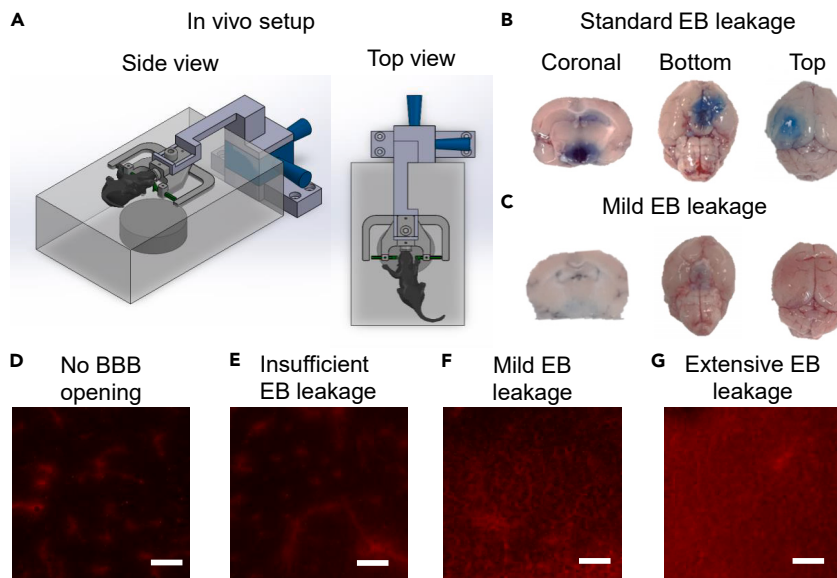 A
In vivo setup
Side view
Top view
B
Standard EB leakage
Coronal
Bottom
Top
C
Mild EB leakage
D
No BBB
opening
E
Insufficient
EB leakage
F
Mild EB
leakage
G
Extensive EB
leakage